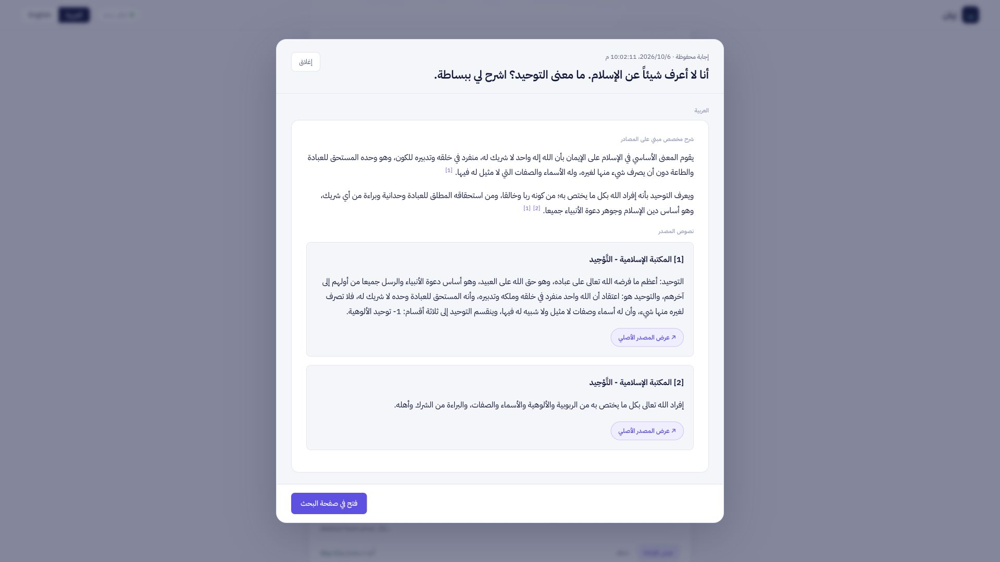 English
العربية
إجابة محفوظة · 2026/10/6، 10:02:11 م
إغلاق
أنا لا أعرف شيئاً عن الإسلام. ما معنى التوحيد؟ اشرح لي ببساطة.
العربية
شرح مخصص مبني على المصادر
يقوم المعنى الأساسي في الإسلام على الإيمان بأن الله إله واحد لا شريك له، منفرد في خلقه وتدبيره للكون، وهو وحده المستحق للعبادة
والطاعة دون أن يصرف شيء منها لغيره، وله الأسماء والصفات التي لا مثيل له فيها. [1]
ويعرف التوحيد بأنه إفراد الله بكل ما يختص به؛ من كونه ربا وخالقا، ومن استحقاقه المطلق للعبادة وحدانية وبراءة من أي شريك،
وهو أساس دين الإسلام وجوهر دعوة الأنبياء جميعا. [2] [1]
نصوص المصدر
[1] المكتبة الإسلامية - التَّوْحِيد
التوحيد: أعظم ما فرضه الله تعالى على عباده، وهو حق الله على العبيد، وهو أساس دعوة الأنبياء والرسل جميعا من أولهم إلى
آخرهم، والتوحيد هو: اعتقاد أن الله واحد منفرد في خلقه وملكه وتدبيره، وأنه المستحق للعبادة وحده لا شريك له، فلا تصرف
لغيره منها شيء، وأن له أسماء وصفات لا مثيل ولا شبيه له فيها، وينقسم التوحيد إلى ثلاثة أقسام: 1- توحيد الألوهية.
↗ عرض المصدر الأصلي
[2] المكتبة الإسلامية - التَّوْحِيد
إفراد الله تعالى بكل ما يختص به من الربوبية والألوهية والأسماء والصفات، والبراءة من الشرك وأهله.
↗ عرض المصدر الأصلي
فتح في صفحة البحث